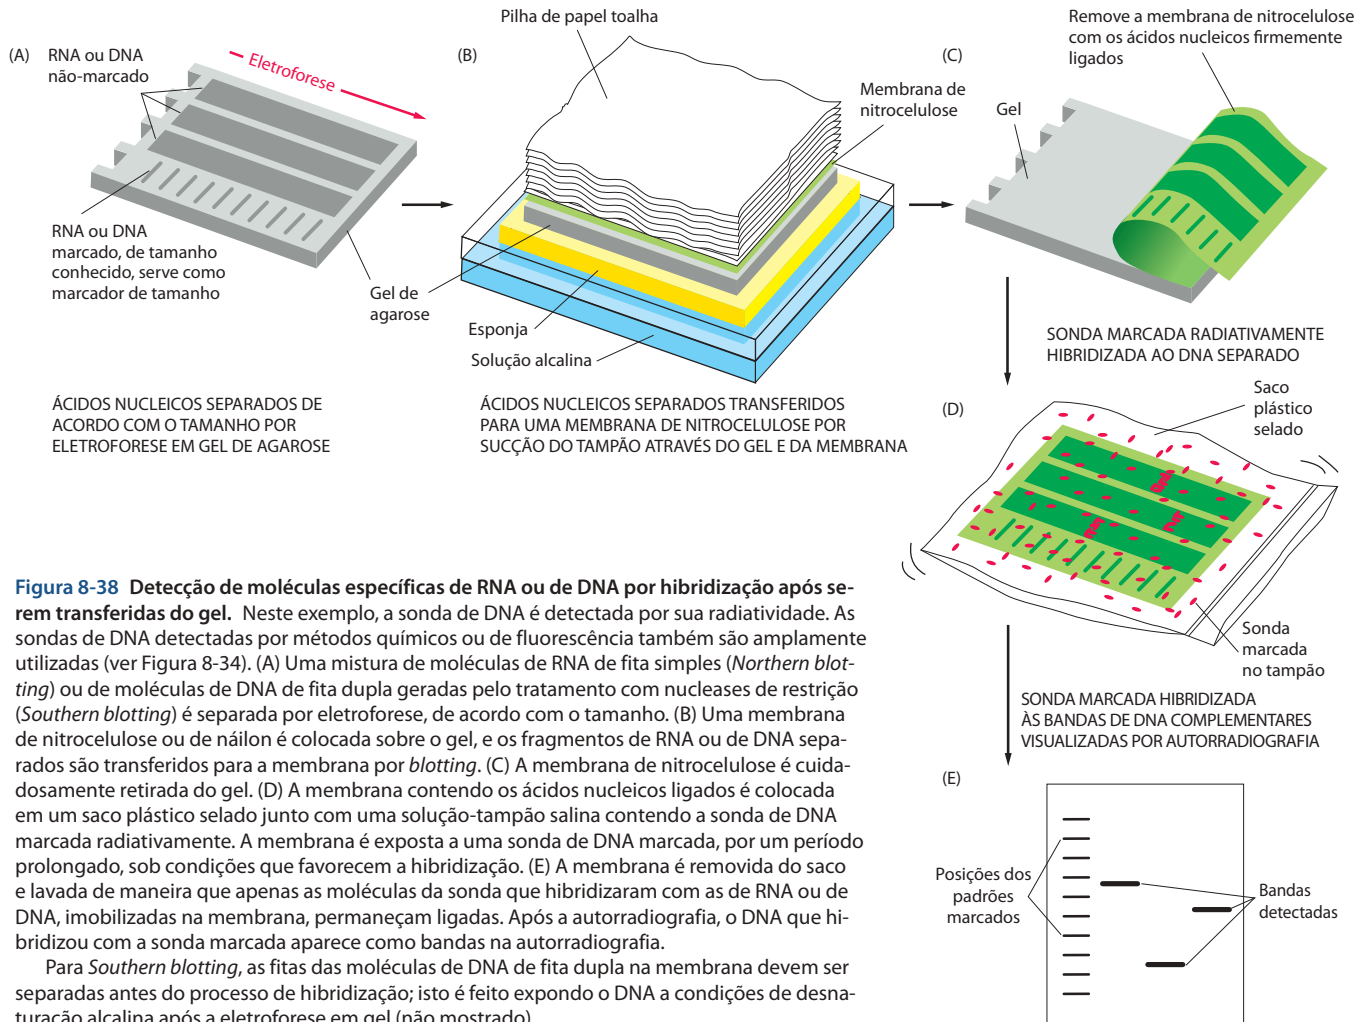 (A)
RNA ou DNA
não-marcado
Eletroforese
RNA ou DNA
marcado, de tamanho
conhecido, serve como
marcador de tamanho
Gel de
agarose
ÁCIDOS NUCLEICOS SEPARADOS DE
ACORDO COM O TAMANHO POR
ELETROFORESE EM GEL DE AGAROSE
(B)
Pilha de papel toalha
Membrana de
nitrocelulose
Esponja
Solução alcalina
ÁCIDOS NUCLEICOS SEPARADOS TRANSFERIDOS
PARA UMA MEMBRANA DE NITROCELULOSE POR
SUCÇÃO DO TAMPÃO ATRAVÉS DO GEL E DA MEMBRANA
(C)
Remove a membrana de nitrocelulose
com os ácidos nucleicos firmemente
ligados
Gel
SONDA MARCADA RADIATIVAMENTE
HIBRIDIZADA AO DNA SEPARADO
(D)
Saco
plástico
selado
Sonda
marcada
no tampão
SONDA MARCADA HIBRIDIZADA
ÀS BANDAS DE DNA COMPLEMENTARES
VISUALIZADAS POR AUTORRADIOGRAFIA
(E)
Posições dos
padrões
marcados
Bandas
detectadas
Figura 8-38 Detecção de moléculas específicas de RNA ou de DNA por hibridização após se-
rem transferidas do gel. Neste exemplo, a sonda de DNA é detectada por sua radiatividade. As
sondas de DNA detectadas por métodos químicos ou de fluorescência também são amplamente
utilizadas (ver Figura 8-34). (A) Uma mistura de moléculas de RNA de fita simples (Northern blot-
ting) ou de moléculas de DNA de fita dupla geradas pelo tratamento com nucleases de restrição
(Southern blotting) é separada por eletroforese, de acordo com o tamanho. (B) Uma membrana
de nitrocelulose ou de náilon é colocada sobre o gel, e os fragmentos de RNA ou de DNA sepa-
rados são transferidos para a membrana por blotting. (C) A membrana de nitrocelulose é cuida-
dosamente retirada do gel. (D) A membrana contendo os ácidos nucleicos ligados é colocada
em um saco plástico selado junto com uma solução-tampão salina contendo a sonda de DNA
marcada radiativamente. A membrana é exposta a uma sonda de DNA marcada, por um período
prolongado, sob condições que favorecem a hibridização. (E) A membrana é removida do saco
e lavada de maneira que apenas as moléculas da sonda que hibridizaram com as de RNA ou de
DNA, imobilizadas na membrana, permaneçam ligadas. Após a autorradiografia, o DNA que hi-
bridizou com a sonda marcada aparece como bandas na autorradiografia.
Para Southern blotting, as fitas das moléculas de DNA de fita dupla na membrana devem ser
separadas antes do processo de hibridização; isto é feito expondo o DNA a condições de desna-
turação alcalina após a eletroforese em gel (não mostrado).